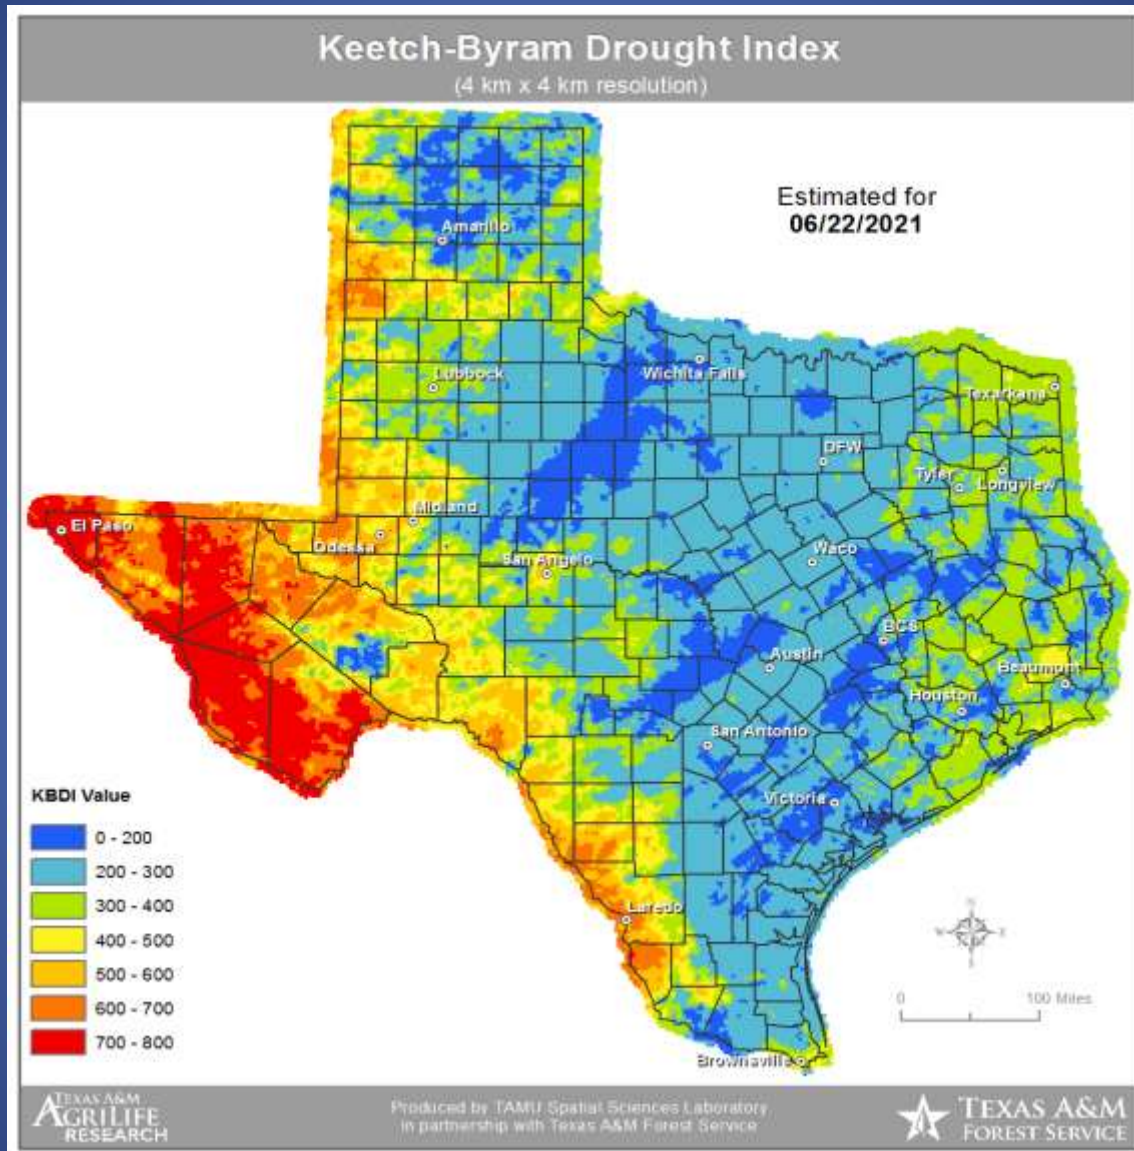 Keetch-Byram Drought Index
(4 km x 4 km resolution)
Estimated for
06/22/2021
Amarillo
Lubbock
Wichita Falls
Texarkana
DFW
Tyler
Longview
El Paso
Midland
Odessa
San Angelo
Waco
BCS
Austin
Beaumont
Houston
San Antonio
Victoria
Laredo
Brownsville
KBDI Value
0 - 200
200 - 300
300 - 400
400 - 500
500 - 600
600 - 700
700 - 800
N
W E
S
0 100 Miles
TEXAS A&M
AGRILIFE
RESEARCH
Produced by TAMU Spatial Sciences Laboratory
in partnership with Texas A&M Forest Service
TEXAS A&M
FOREST SERVICE